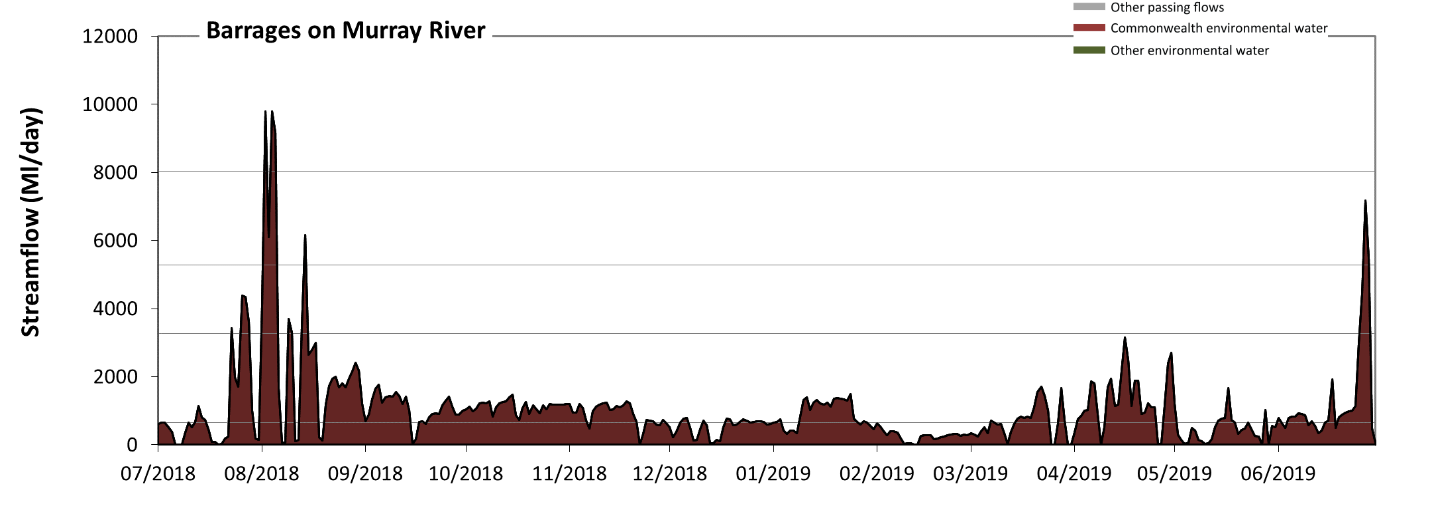 Other passing flows
Barrages on Murray River
Commonwealth environmental water
Other environmental water
Streamflow (Ml/day)
12000
10000
8000
6000
4000
2000
0
07/2018 08/2018 09/2018 10/2018 11/2018 12/2018 01/2019 02/2019 03/2019 04/2019 05/2019 06/2019